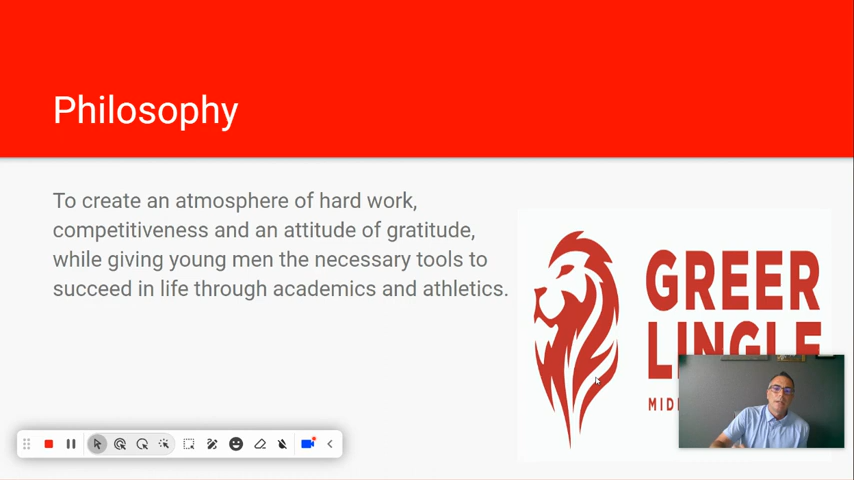 Philosophy
To create an atmosphere of hard work,
competitiveness and an attitude of gratitude,
while giving young men the necessary tools to
succeed in life through academics and athletics.
GREER
LINGLE